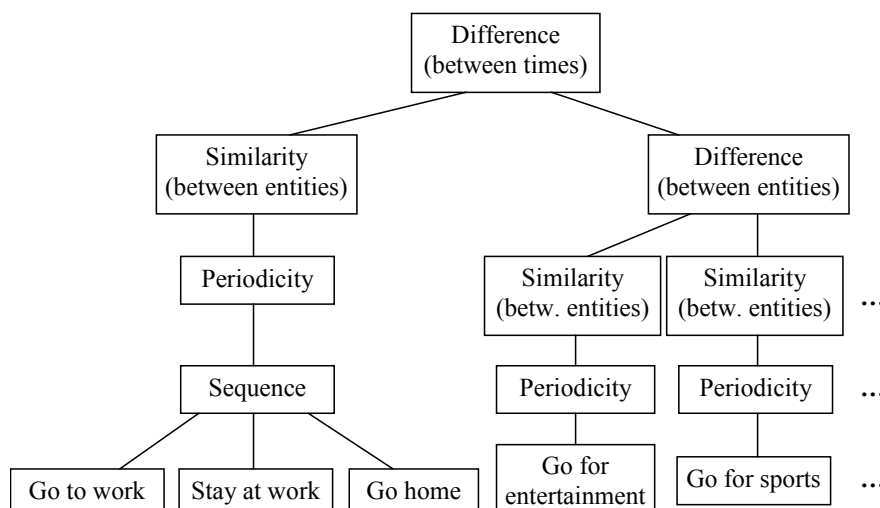 Difference
(between times)
Similarity
(between entities)
Difference
(between entities)
Periodicity
Similarity
(betw. entities)
Similarity
(betw. entities)
...
Sequence
Periodicity
Periodicity
...
Go to work
Stay at work
Go home
Go for
entertainment
Go for sports
...